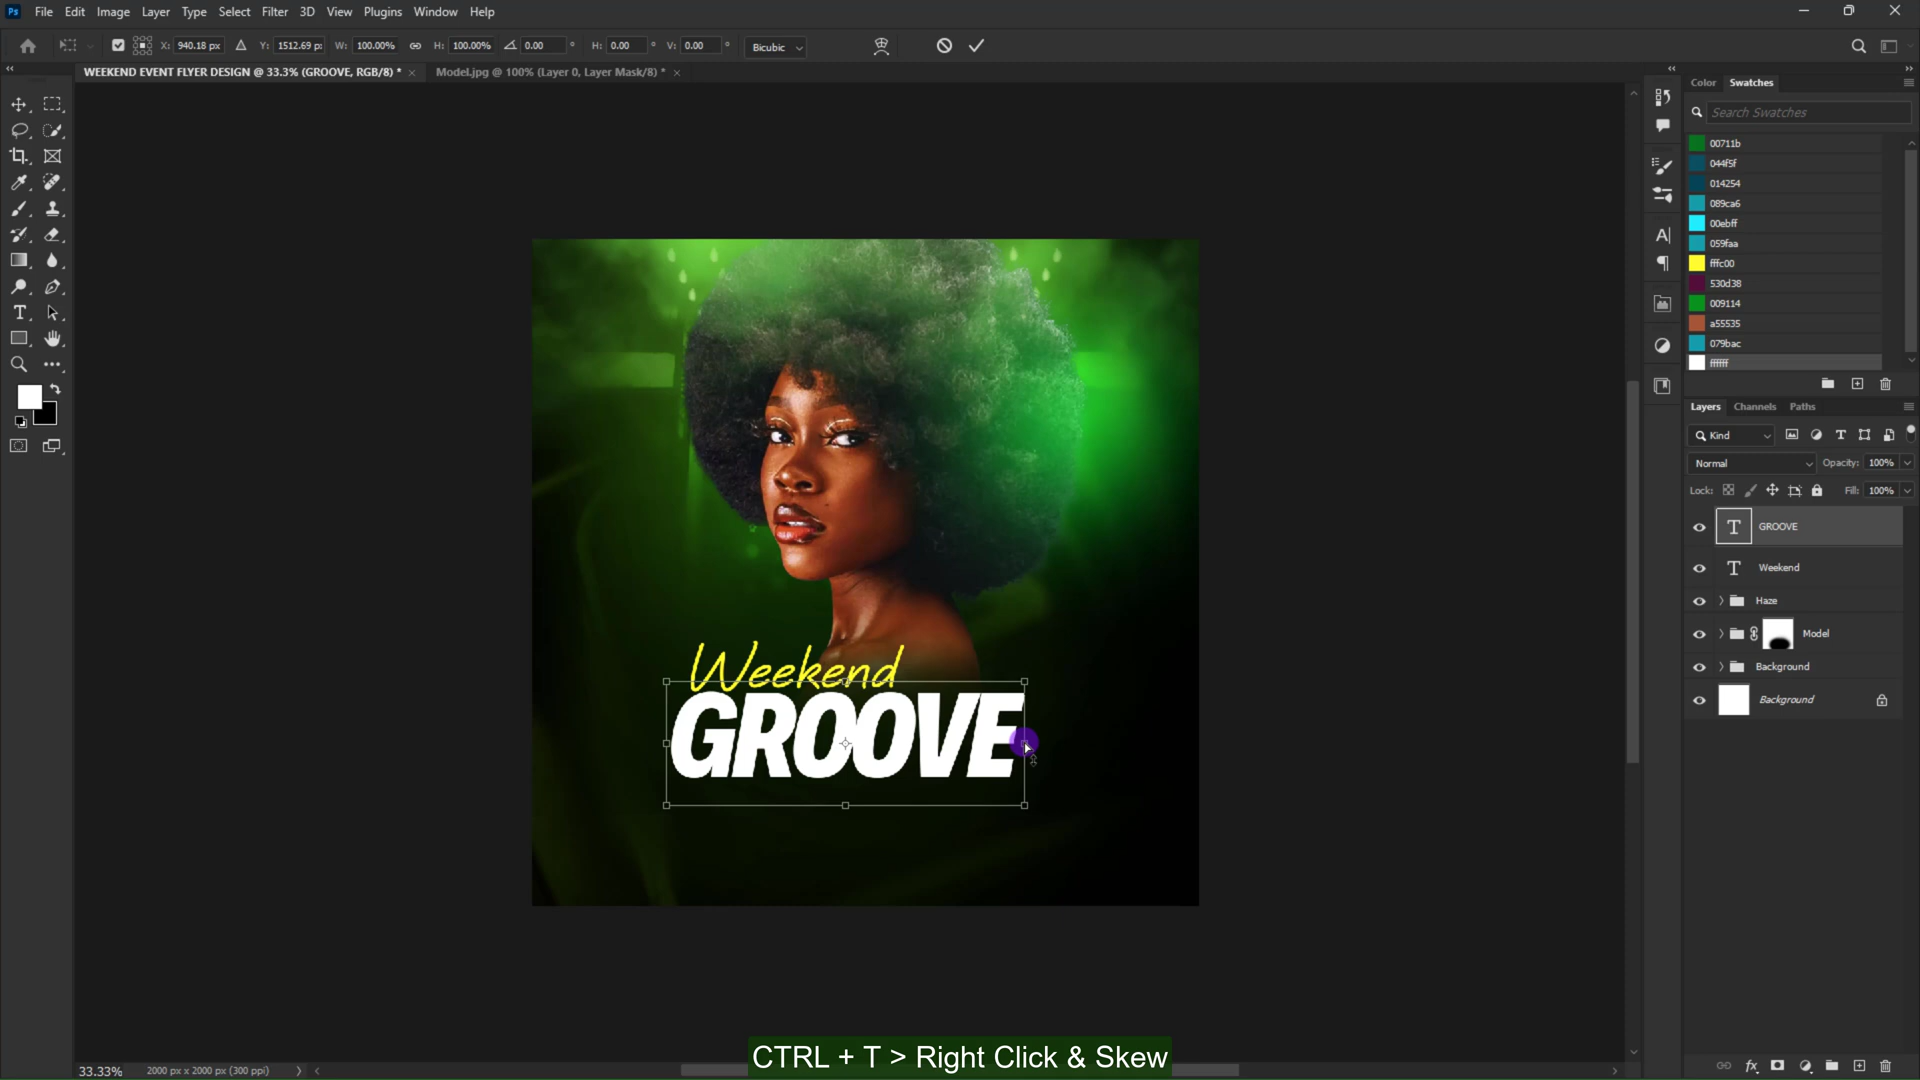 Ps File Edit Image Layer Type Select Filter 3D View Plugins Window Help
X: 940.18 px Y: 1512.69 px W: 100.00% H: 100.00% 0.00 ° H: 0.00 ° V: 0.00 ° Bicubic
WEEKEND EVENT FLYER DESIGN @ 33.3% (GROOVE, RGB/8) * × Model.jpg @ 100% (Layer 0, Layer Mask/8) * ×
Color Swatches
Search Swatches
00711b
044f5f
014254
089ca6
00ebff
059faa
fffc00
530d38
009114
a55535
079bac
ffffff
Layers Channels Paths
Kind
Normal Opacity: 100%
Lock: Fill: 100%
GROOVE
Weekend
Haze
Model
Background
Background
Weekend
GROOVE
CTRL + T > Right Click & Skew
33.33% 2000 px x 2000 px (300 ppi)